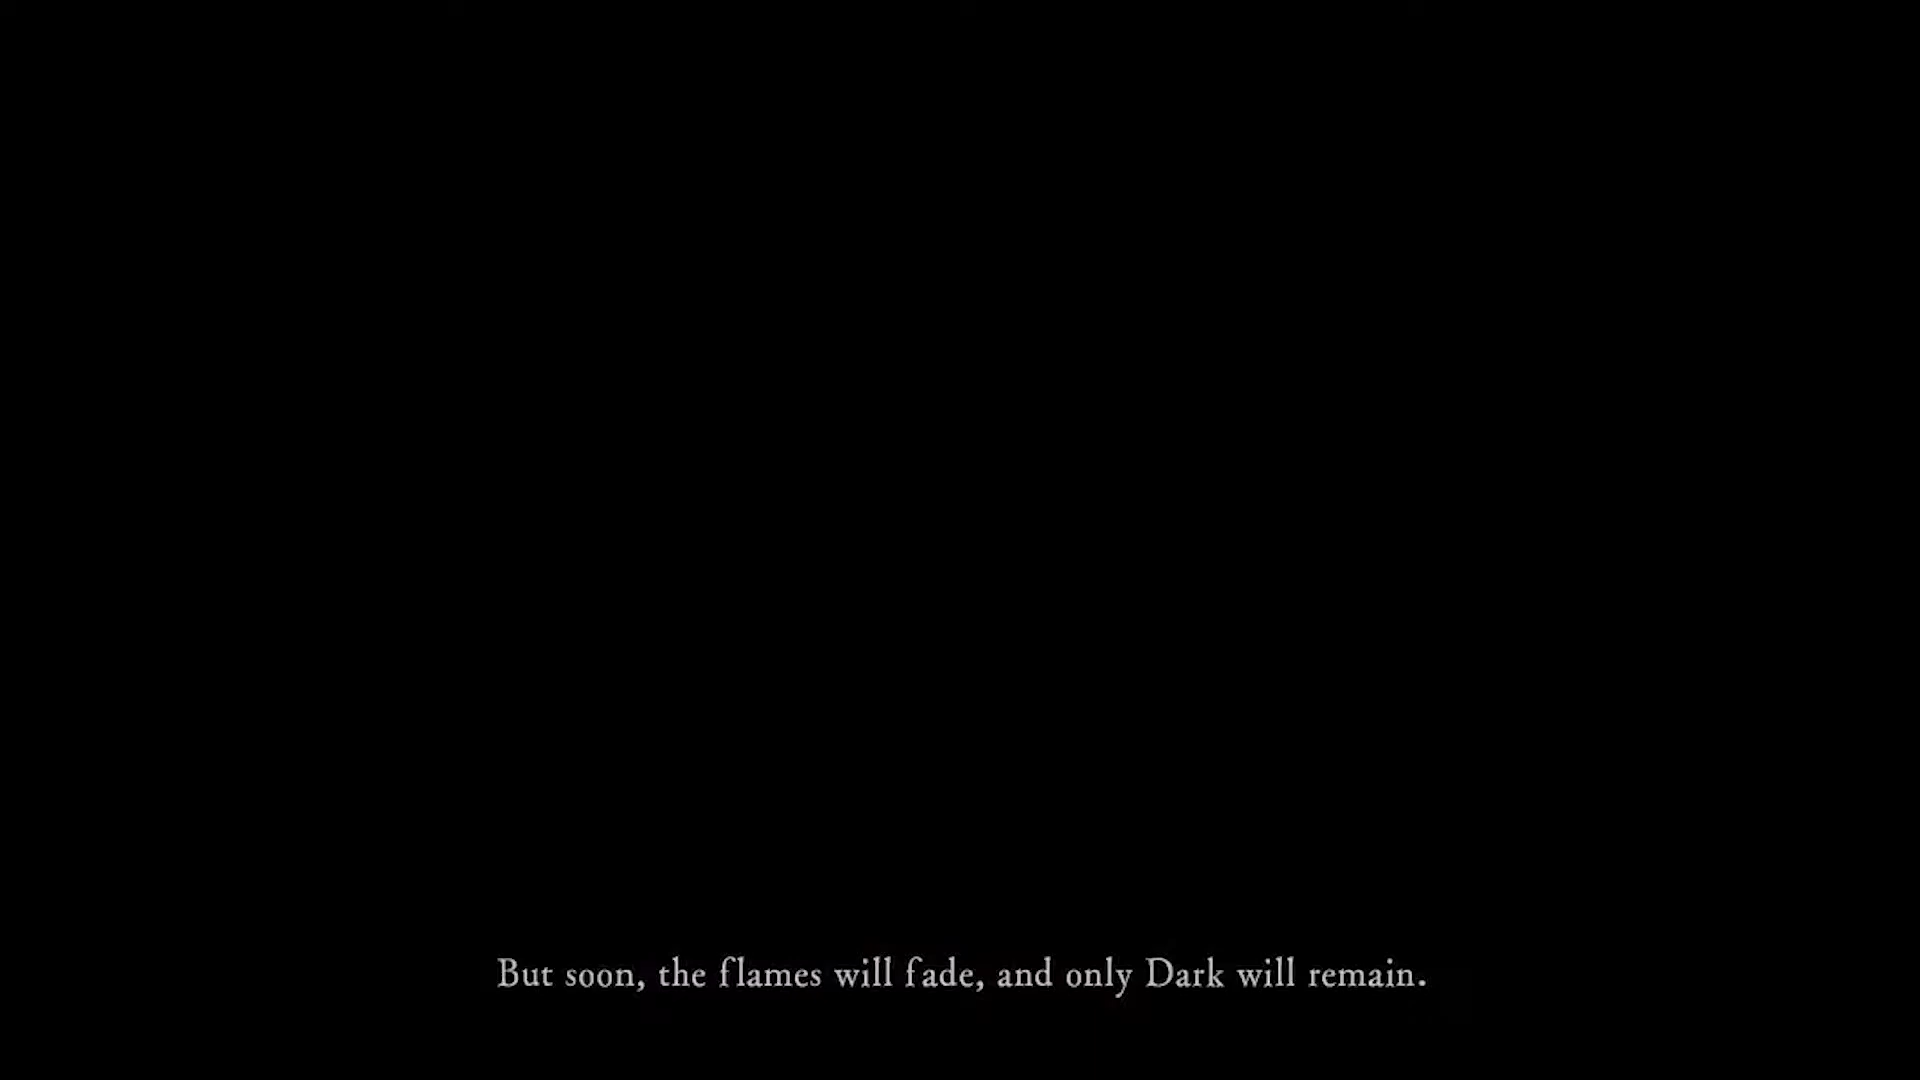 But soon, the flames will fade, and only Dark will remain.